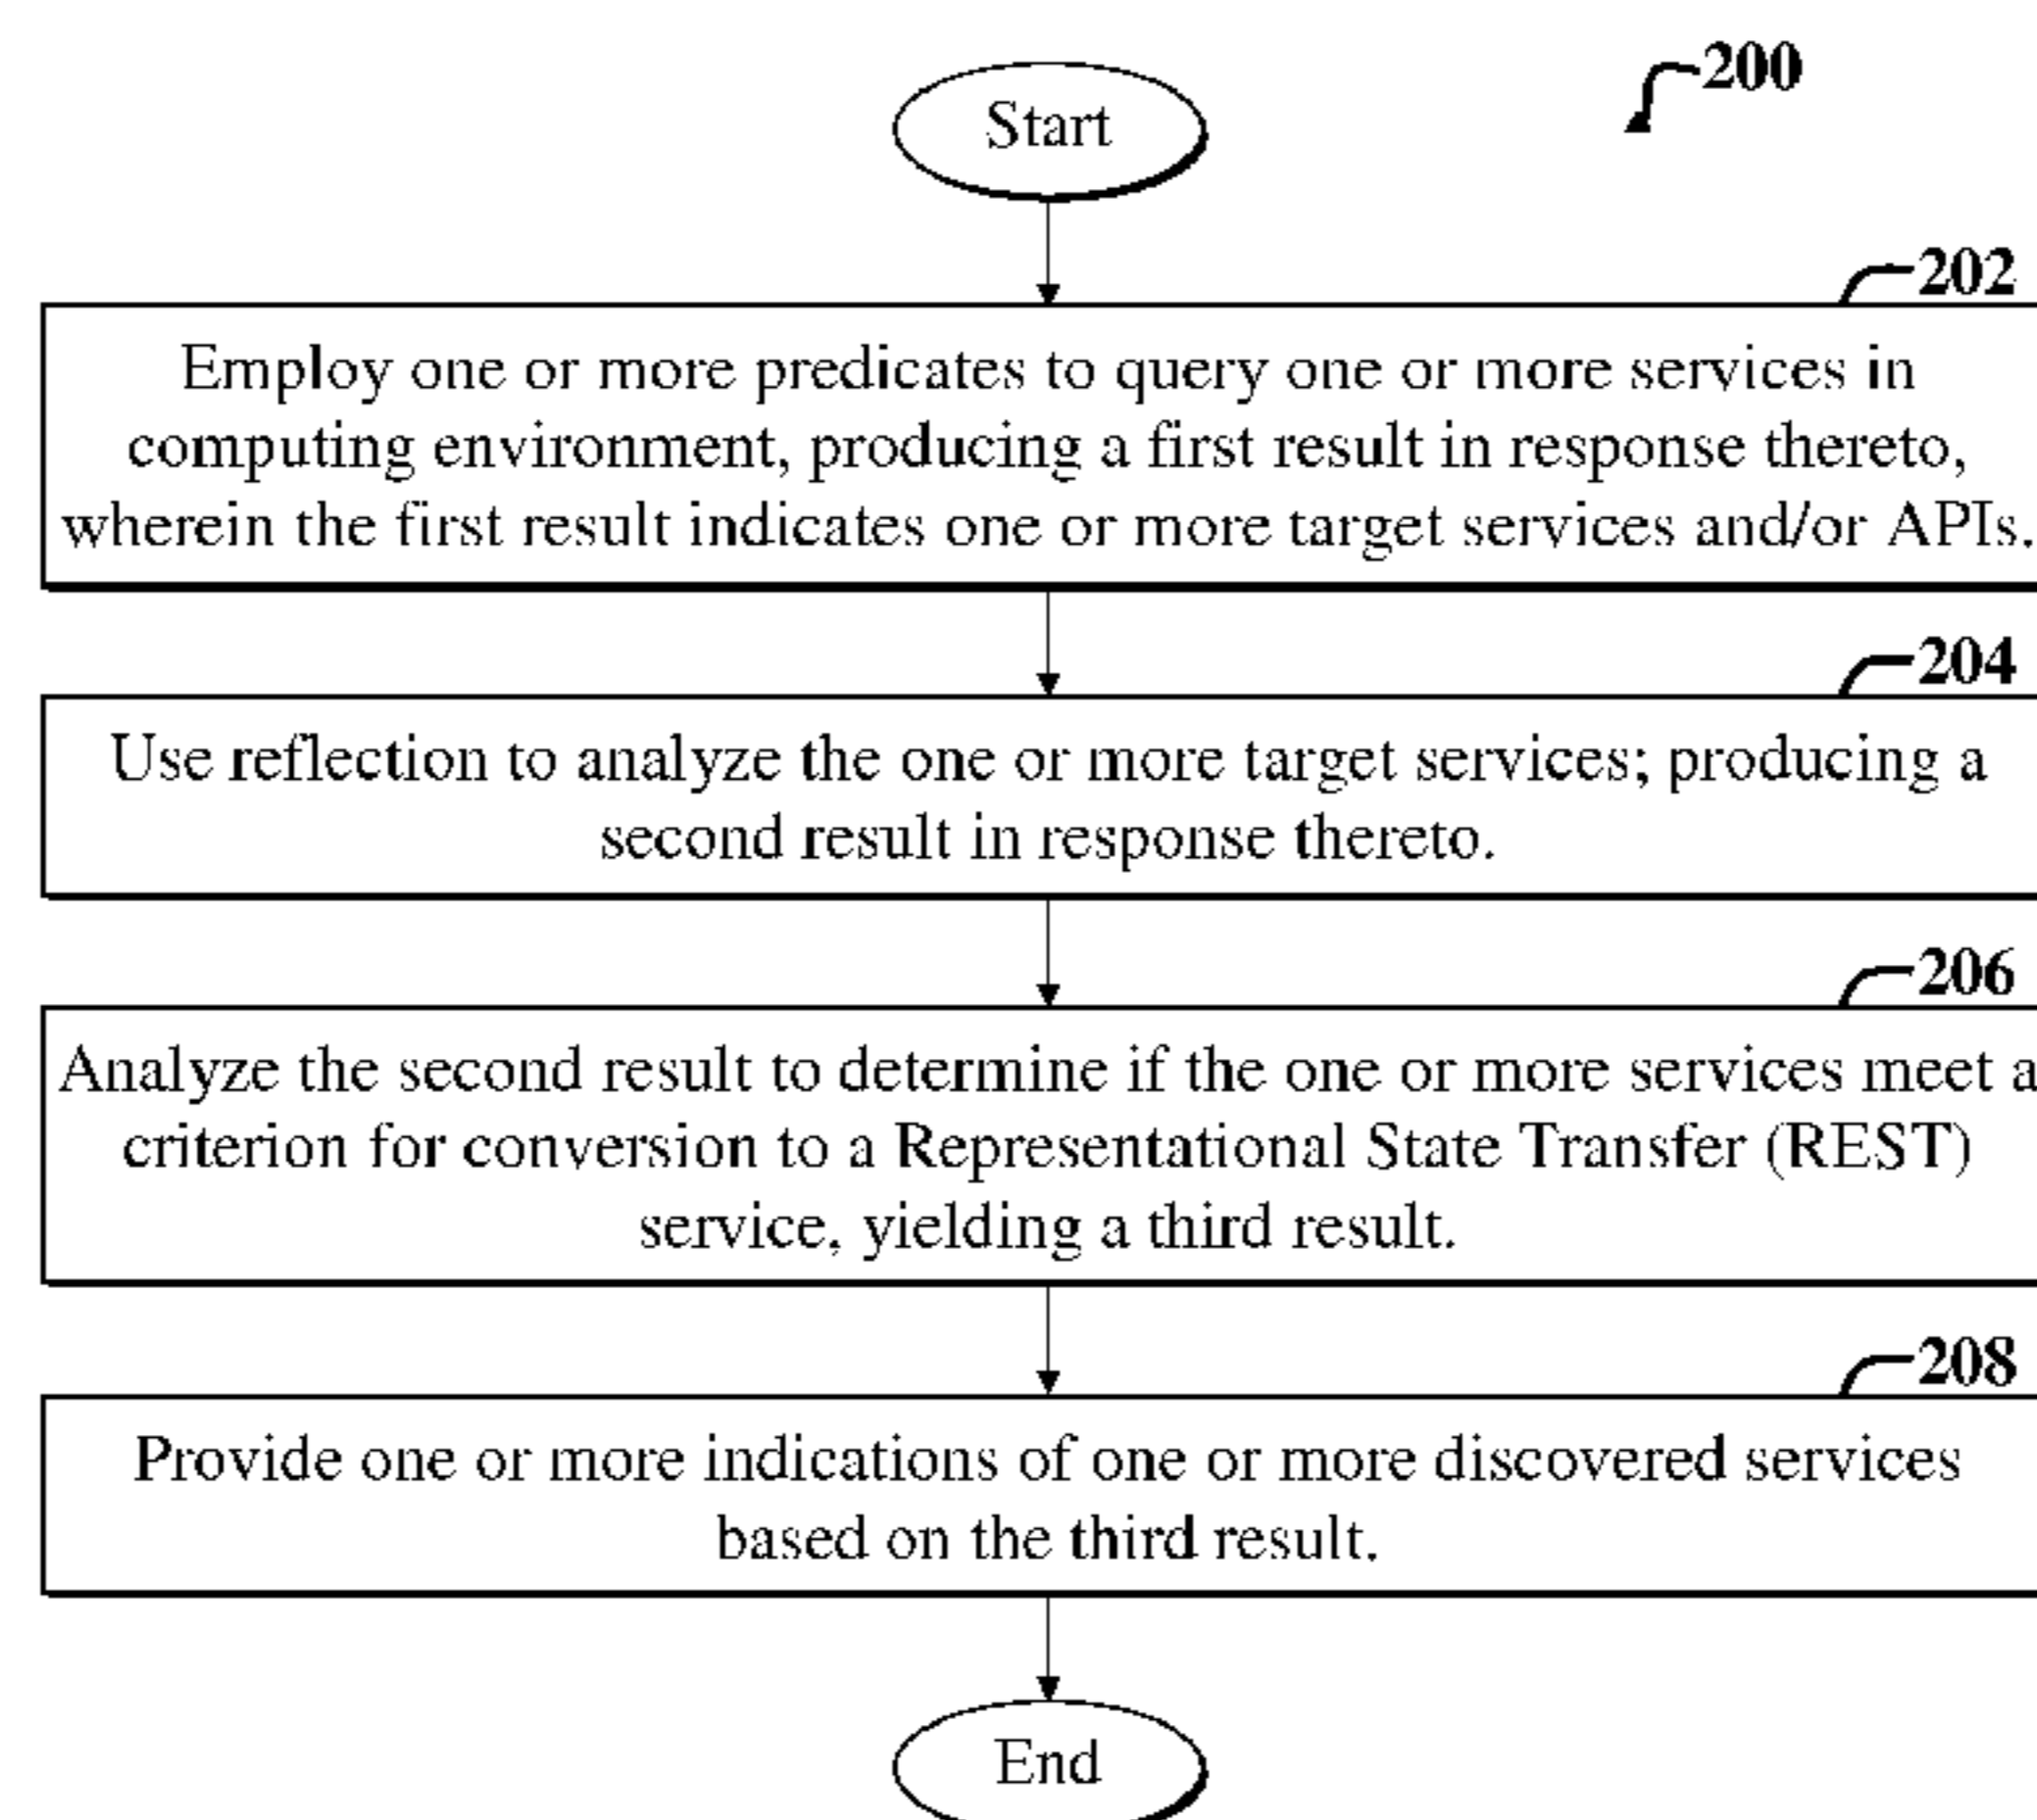 Start
200
202
Employ one or more predicates to query one or more services in
computing environment, producing a first result in response thereto,
wherein the first result indicates one or more target services and/or APIs.
204
Use reflection to analyze the one or more target services; producing a
second result in response thereto.
206
Analyze the second result to determine if the one or more services meet a
criterion for conversion to a Representational State Transfer (REST)
service, yielding a third result.
208
Provide one or more indications of one or more discovered services
based on the third result.
End